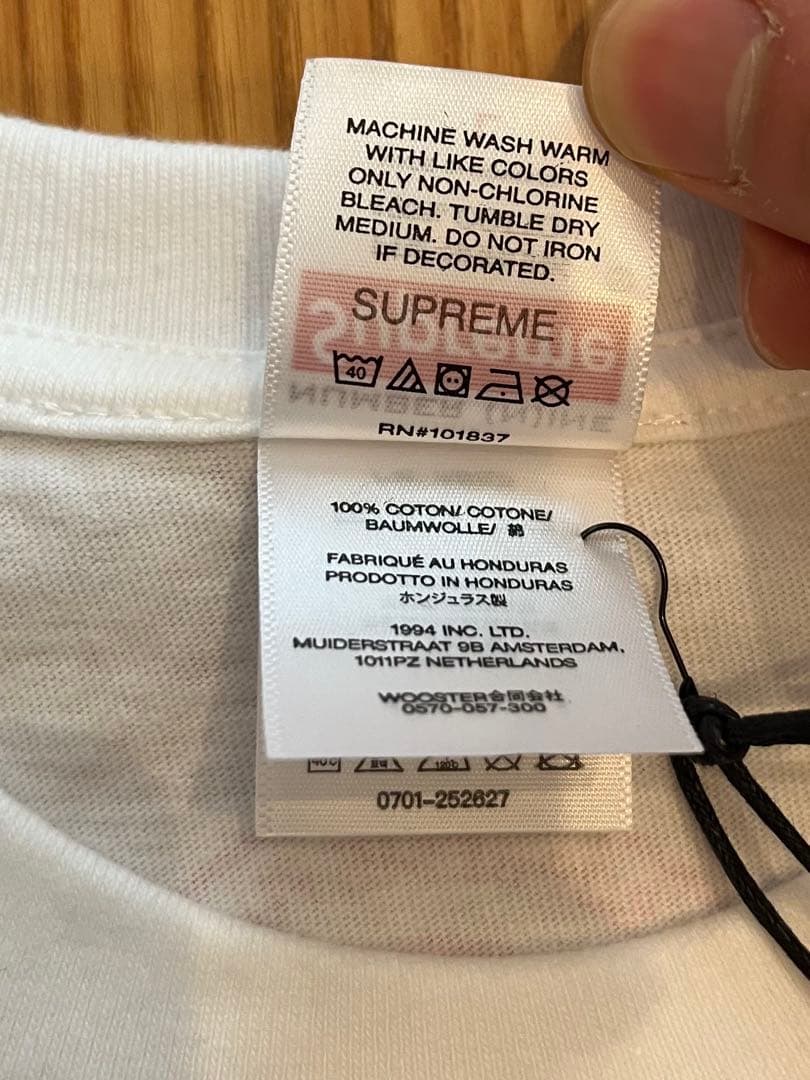 MACHINE WASH WARM
WITH LIKE COLORS
ONLY NON-CHLORINE
BLEACH. TUMBLE DRY
MEDIUM. DO NOT IRON
IF DECORATED.
SUPREME
40
RN#101837
100% COTON/ COTONE/
BAUMWOLLE/ 綿
FABRIQUÉ AU HONDURAS
PRODOTTO IN HONDURAS
ホンジュラス製
1994 INC. LTD.
MUIDERSTRAAT 9B AMSTERDAM,
1011PZ NETHERLANDS
WOOSTER合同会社
0570-057-300
0701-252627